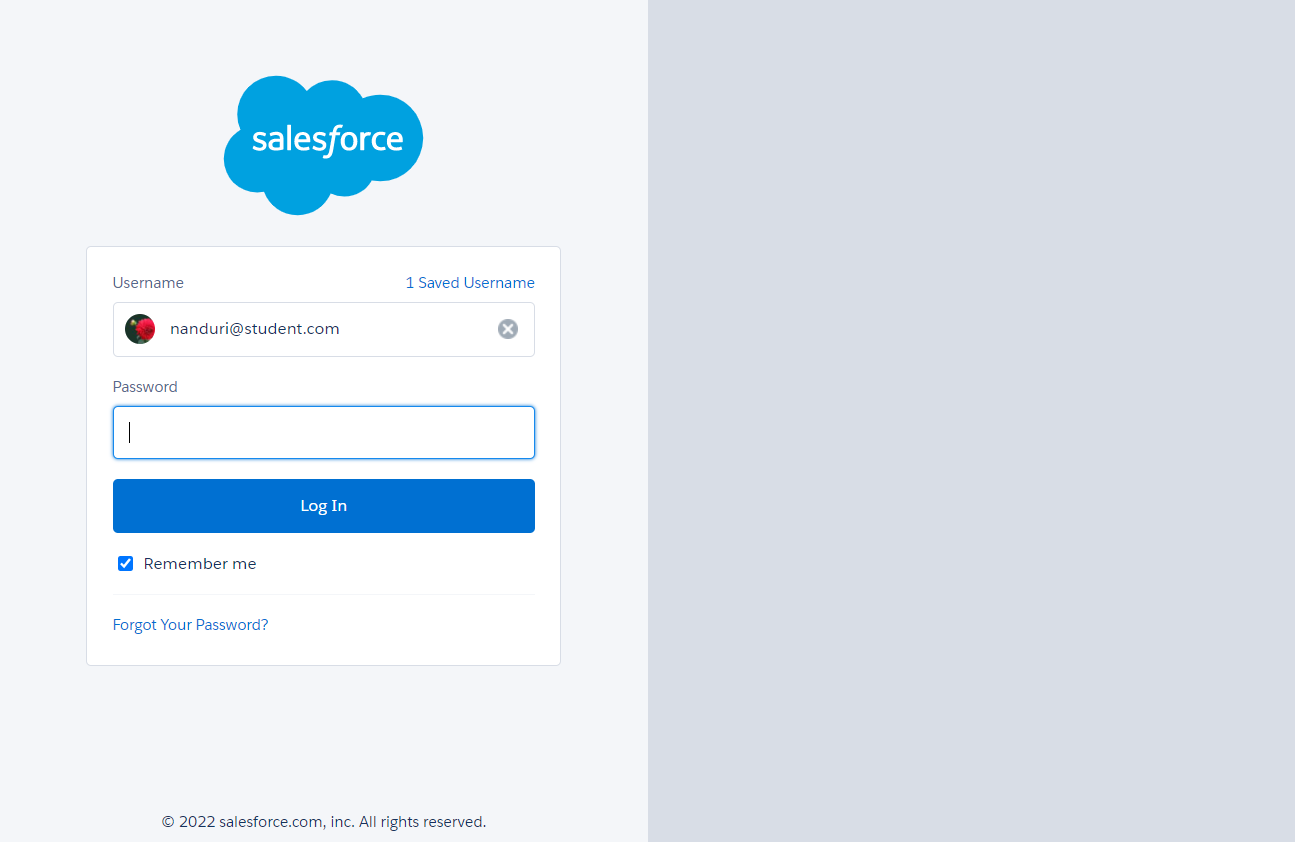 salesforce
Username 1 Saved Username
nanduri@student.com
Password
Log In
Remember me
Forgot Your Password?
© 2022 salesforce.com, inc. All rights reserved.